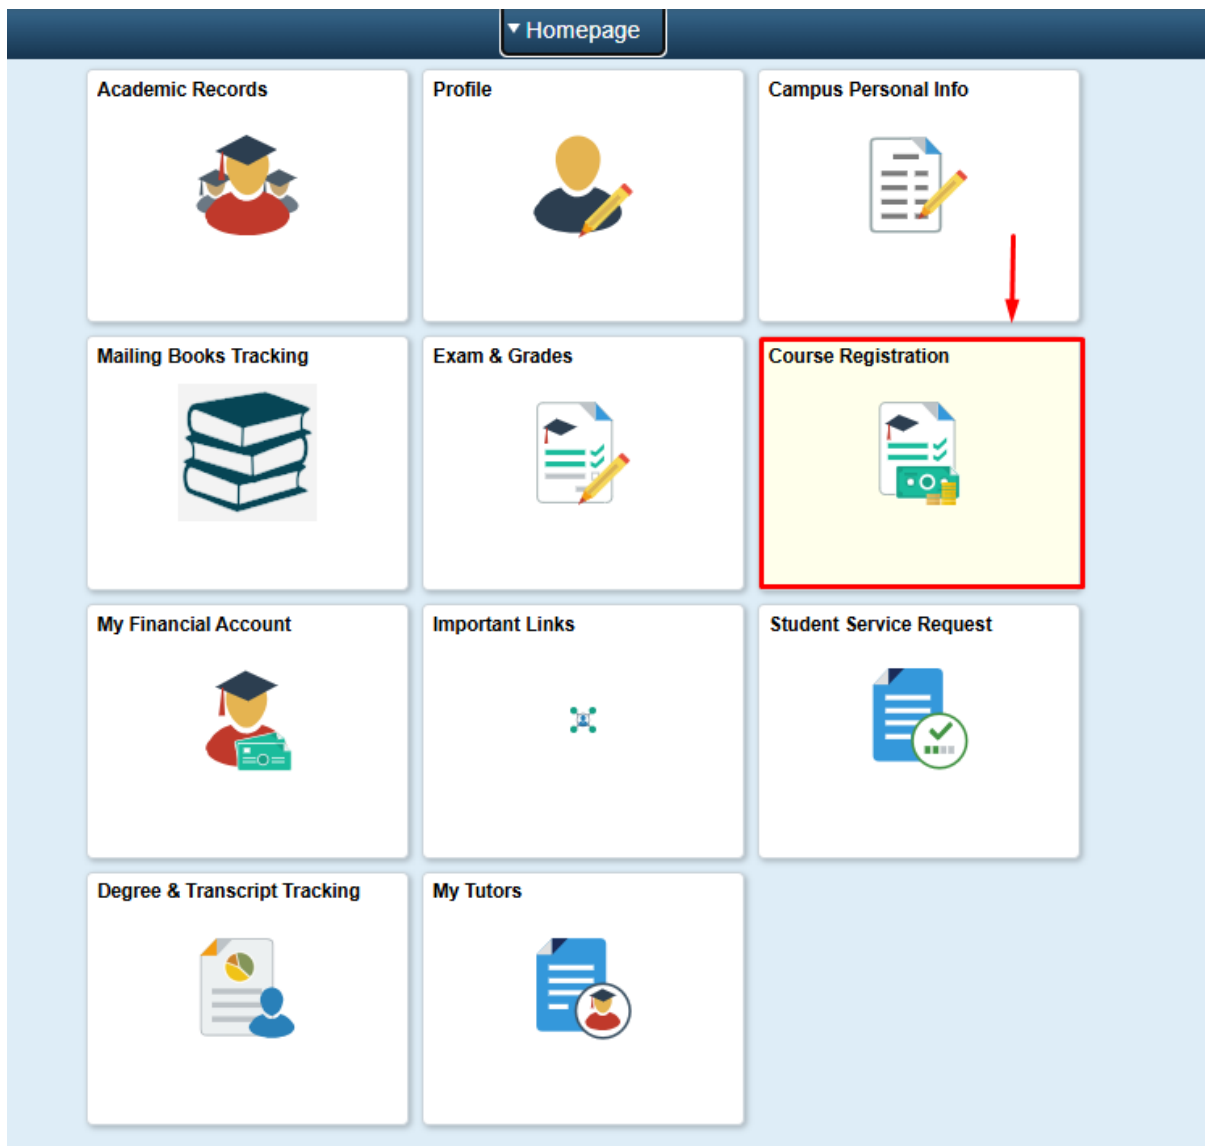 Homepage
Academic Records
Profile
Campus Personal Info
Mailing Books Tracking
Exam & Grades
Course Registration
My Financial Account
Important Links
Student Service Request
Degree & Transcript Tracking
My Tutors